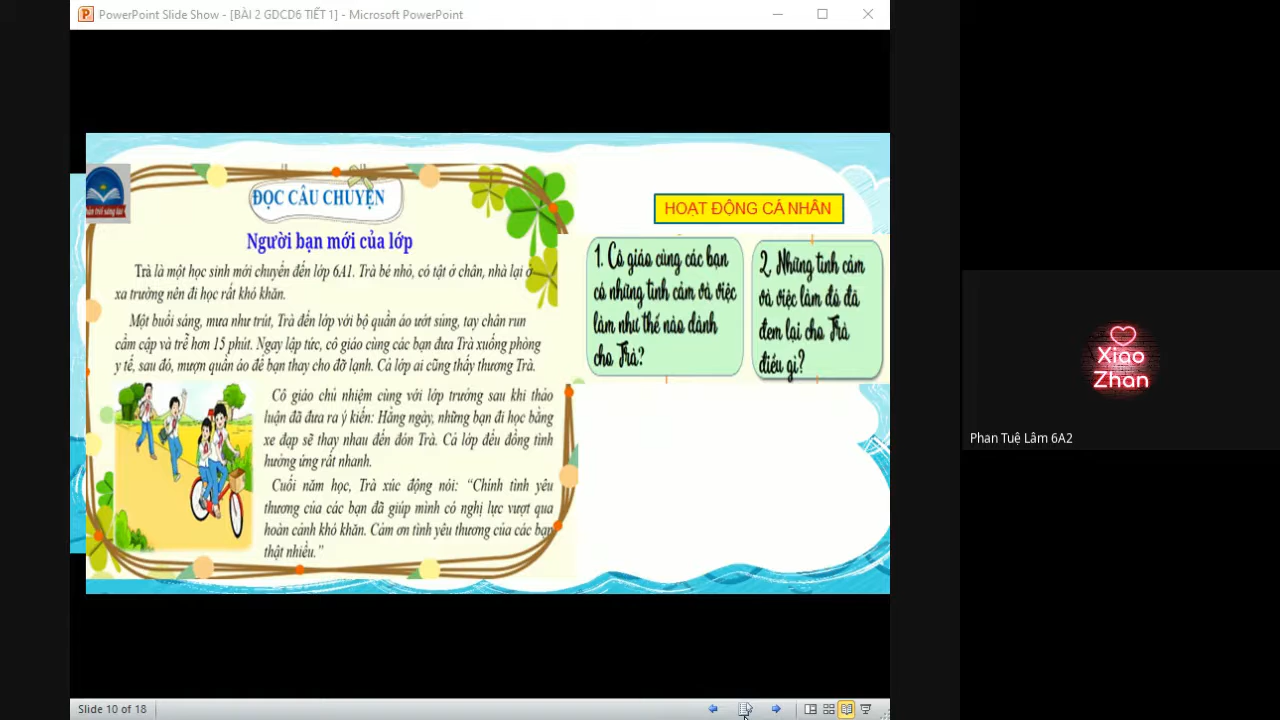 PowerPoint Slide Show - [BÀI 2 GDCD6 TIẾT 1] - Microsoft PowerPoint
ĐỌC CÂU CHUYỆN
Người bạn mới của lớp
Trà là một học sinh mới chuyển đến lớp 6A1. Trà bé nhỏ, có tật ở chân, nhà lại ở
xa trường nên đi học rất khó khăn.
Một buổi sáng, mưa như trút, Trà đến lớp với bộ quần áo ướt sũng, tay chân run
cầm cập và trễ hơn 15 phút. Ngay lập tức, cô giáo cùng các bạn đưa Trà xuống phòng
y tế, sau đó, mượn quần áo để bạn thay cho đỡ lạnh. Cả lớp ai cũng thấy thương Trà.
Cô giáo chủ nhiệm cùng với lớp trưởng sau khi thảo
luận đã đưa ra ý kiến: Hằng ngày, những bạn đi học bằng
xe đạp sẽ thay nhau đến đón Trà. Cả lớp đều đồng tình
hưởng ứng rất nhanh.
Cuối năm học, Trà xúc động nói: “Chính tình yêu
thương của các bạn đã giúp mình có nghị lực vượt qua
hoàn cảnh khó khăn. Cảm ơn tình yêu thương của các bạn
thật nhiều.”
HOẠT ĐỘNG CÁ NHÂN
1. Cô giáo cùng các bạn
có những tình cảm và việc
làm như thế nào dành
cho Trà?
2. Những tình cảm
và việc làm đó đã
đem lại cho Trà
điều gì?
Xiao
Zhan
Phan Tuệ Lâm 6A2
Slide 10 of 18